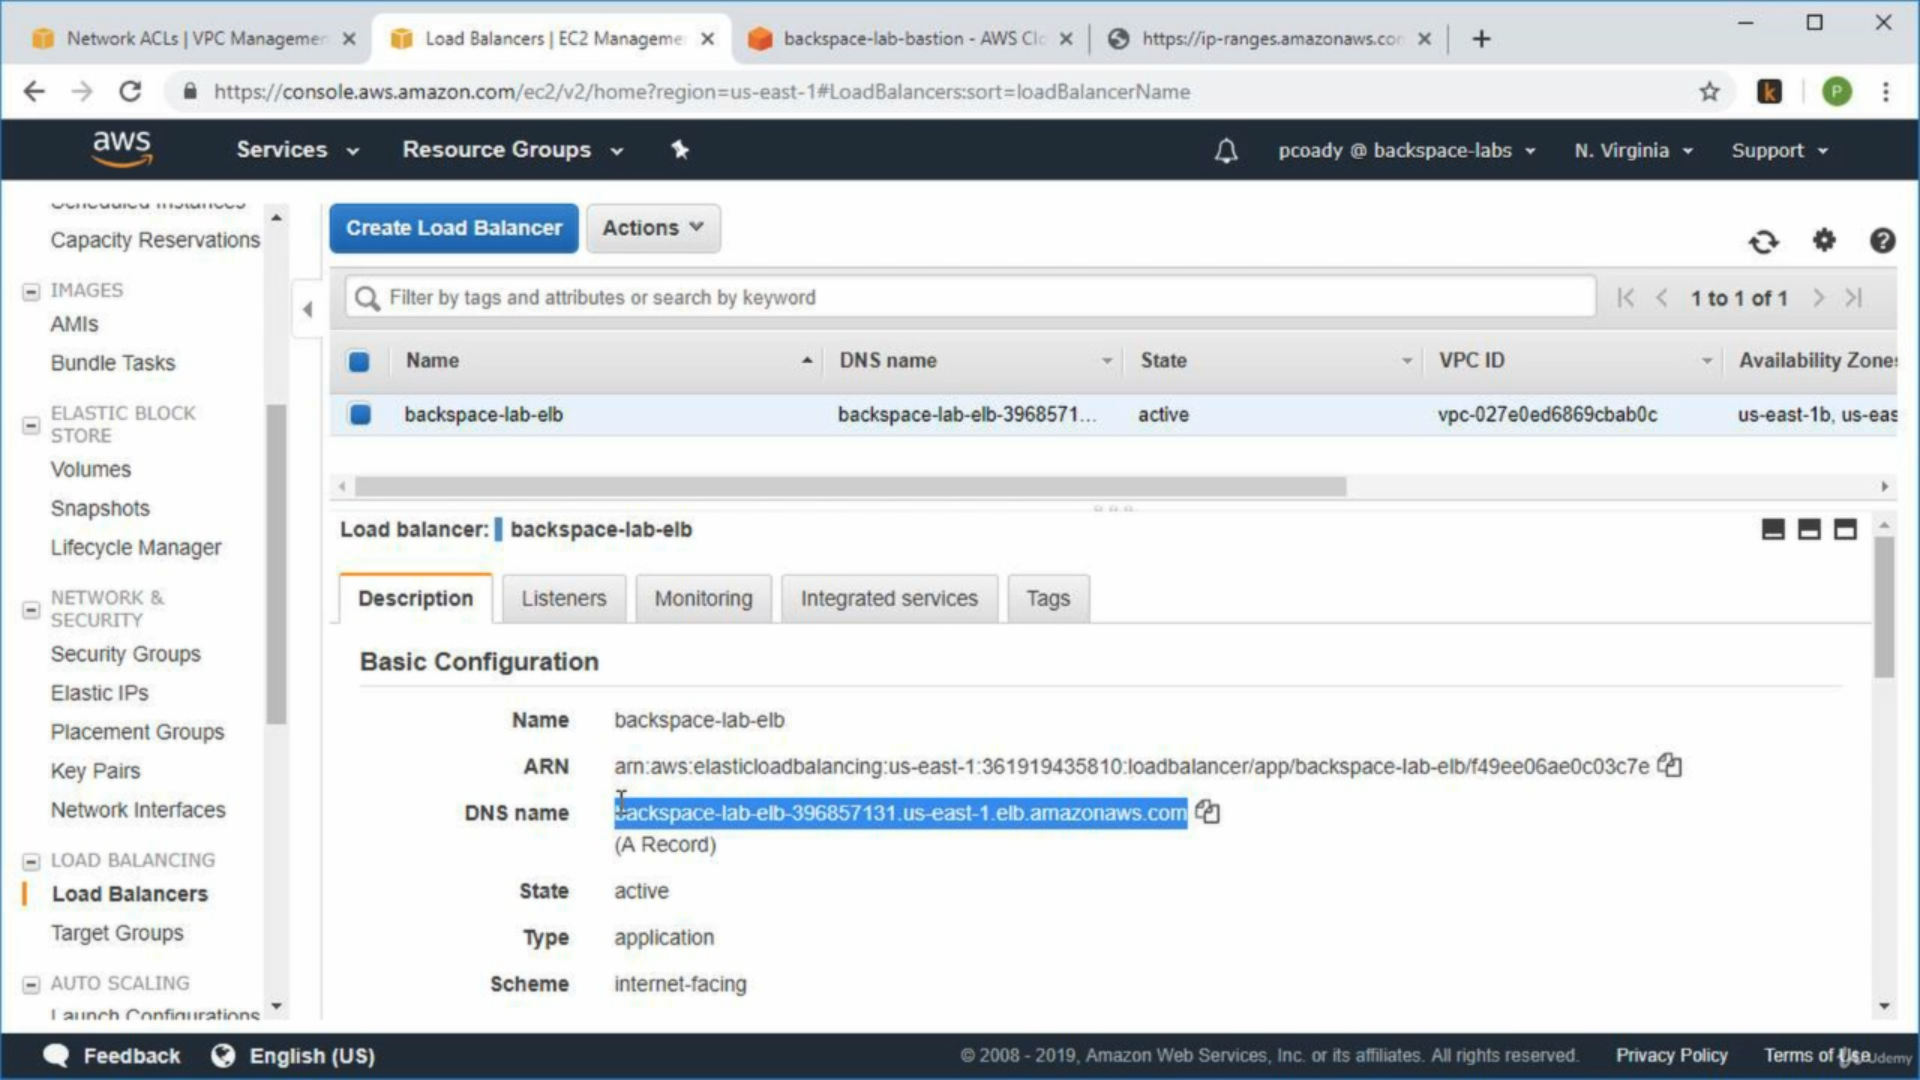 Network ACLs | VPC Managemen
Load Balancers | EC2 Manageme
backspace-lab-bastion - AWS Clo
https://ip-ranges.amazonaws.co
https://console.aws.amazon.com/ec2/v2/home?region=us-east-1#LoadBalancers:sort=loadBalancerName
k
P
aws
Services
Resource Groups
pcoady @ backspace-labs
N. Virginia
Support
Scheduled Instances
Capacity Reservations
IMAGES
AMIs
Bundle Tasks
ELASTIC BLOCK
STORE
Volumes
Snapshots
Lifecycle Manager
NETWORK &
SECURITY
Security Groups
Elastic IPs
Placement Groups
Key Pairs
Network Interfaces
LOAD BALANCING
Load Balancers
Target Groups
AUTO SCALING
Launch Configurations
Create Load Balancer
Actions
Filter by tags and attributes or search by keyword
1 to 1 of 1
Name
DNS name
State
VPC ID
Availability Zones
backspace-lab-elb
backspace-lab-elb-3968571...
active
vpc-027e0ed6869cbab0c
us-east-1b, us-eas
Load balancer: backspace-lab-elb
Description
Listeners
Monitoring
Integrated services
Tags
Basic Configuration
Name backspace-lab-elb
ARN arn:aws:elasticloadbalancing:us-east-1:361919435810:loadbalancer/app/backspace-lab-elb/f49ee06ae0c03c7e
DNS name backspace-lab-elb-396857131.us-east-1.elb.amazonaws.com
(A Record)
State active
Type application
Scheme internet-facing
Feedback
English (US)
© 2008 - 2019, Amazon Web Services, Inc. or its affiliates. All rights reserved.
Privacy Policy
Terms of Use
Udemy